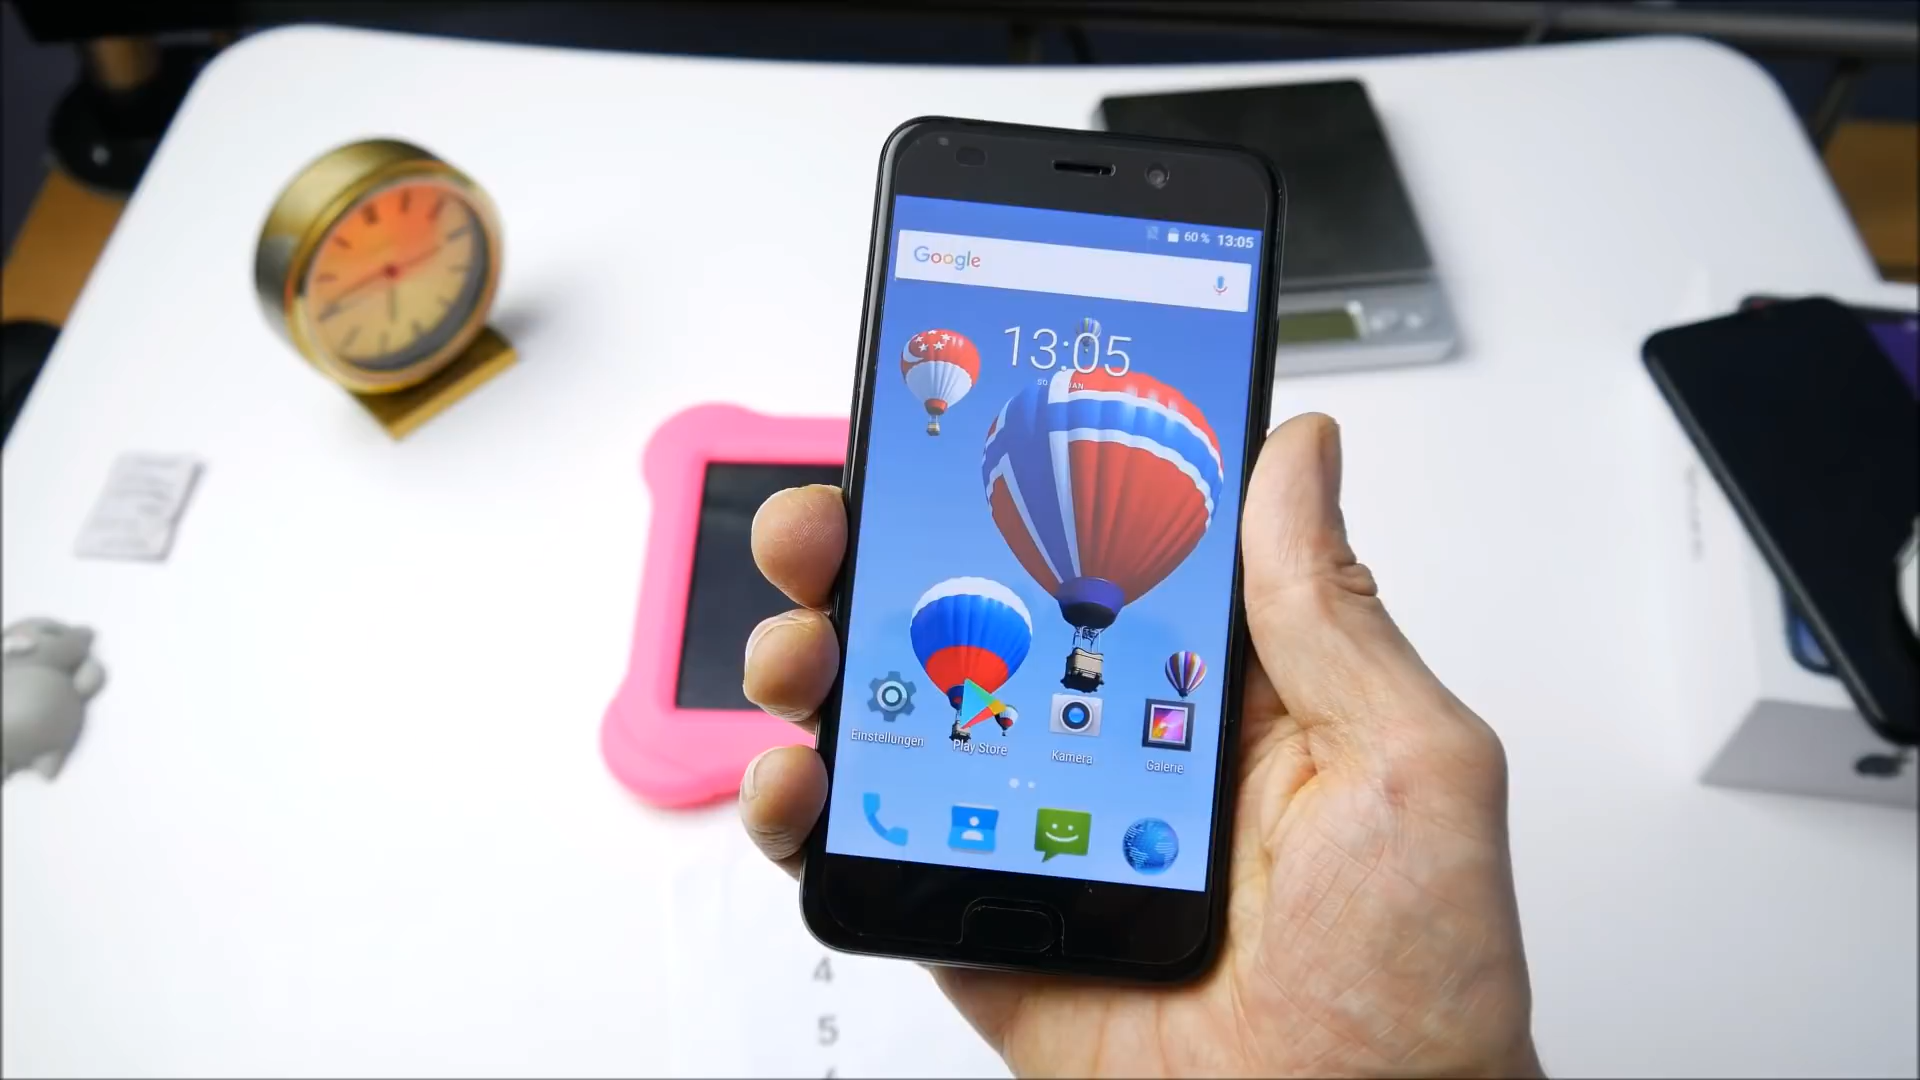 60 % 13:05
Google
13:05
Einstellungen
Play Store
Kamera
Galerie
4
5